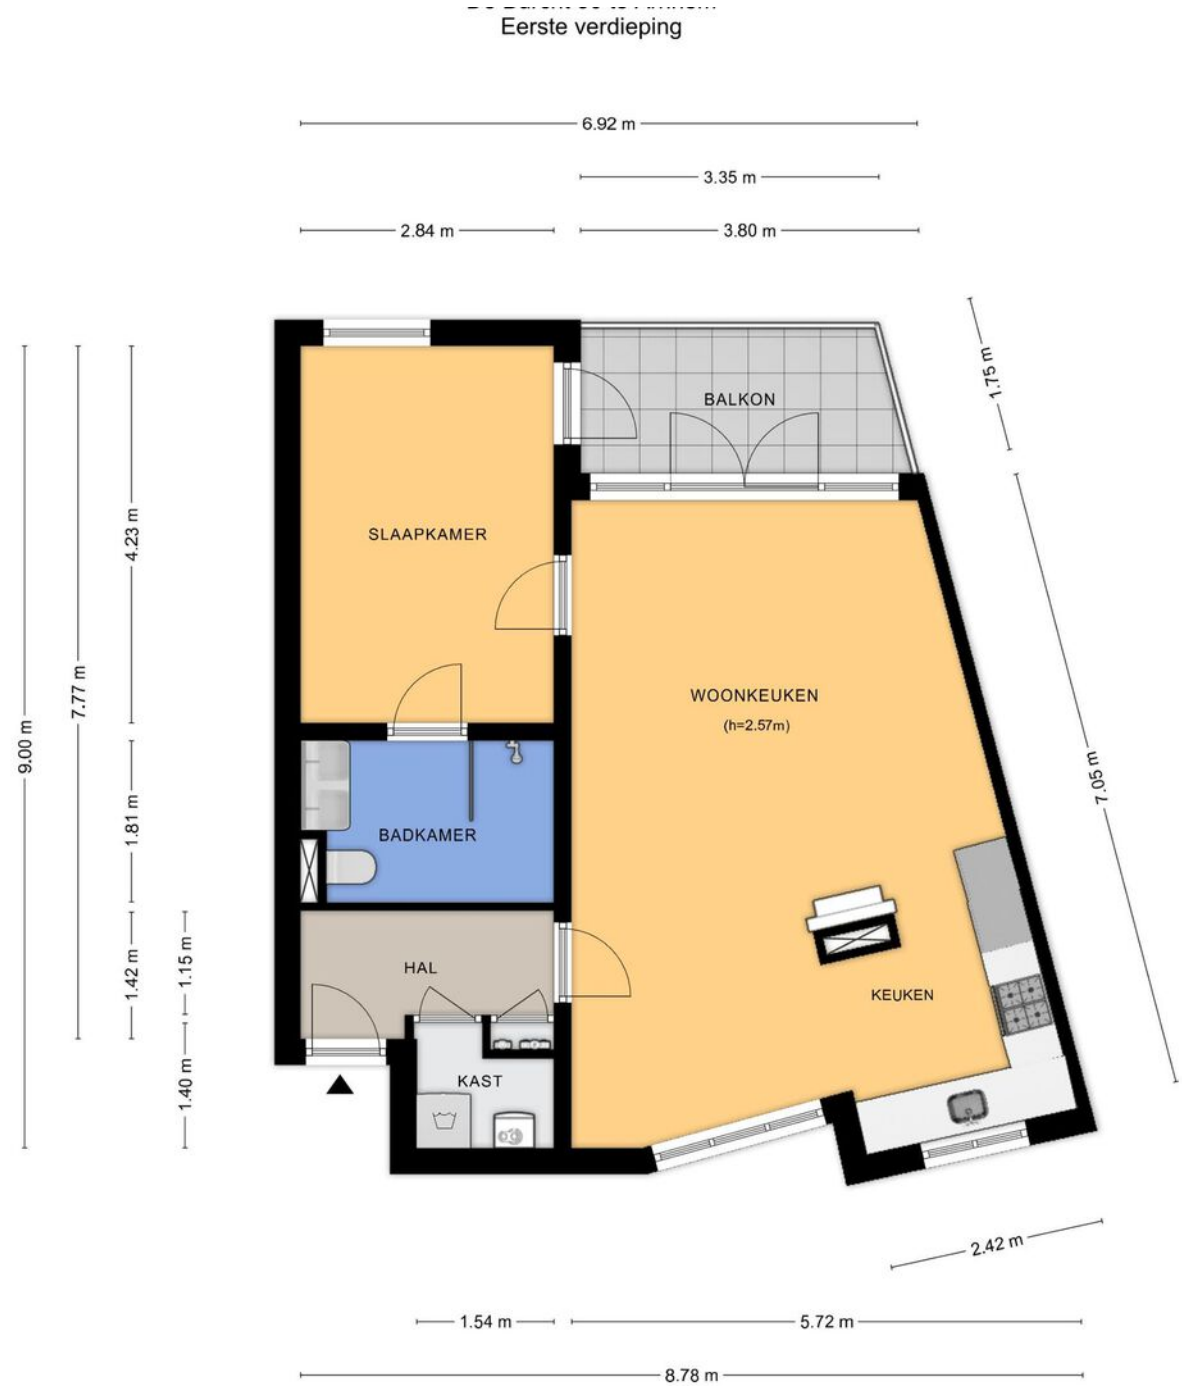 Eerste verdieping
6.92 m
3.35 m
2.84 m
3.80 m
1.75 m
BALKON
4.23 m
SLAAPKAMER
7.77 m
9.00 m
WOONKEUKEN
(h=2.57m)
7.05 m
1.81 m
BADKAMER
1.42 m
1.15 m
HAL
KEUKEN
1.40 m
KAST
2.42 m
1.54 m
5.72 m
8.78 m